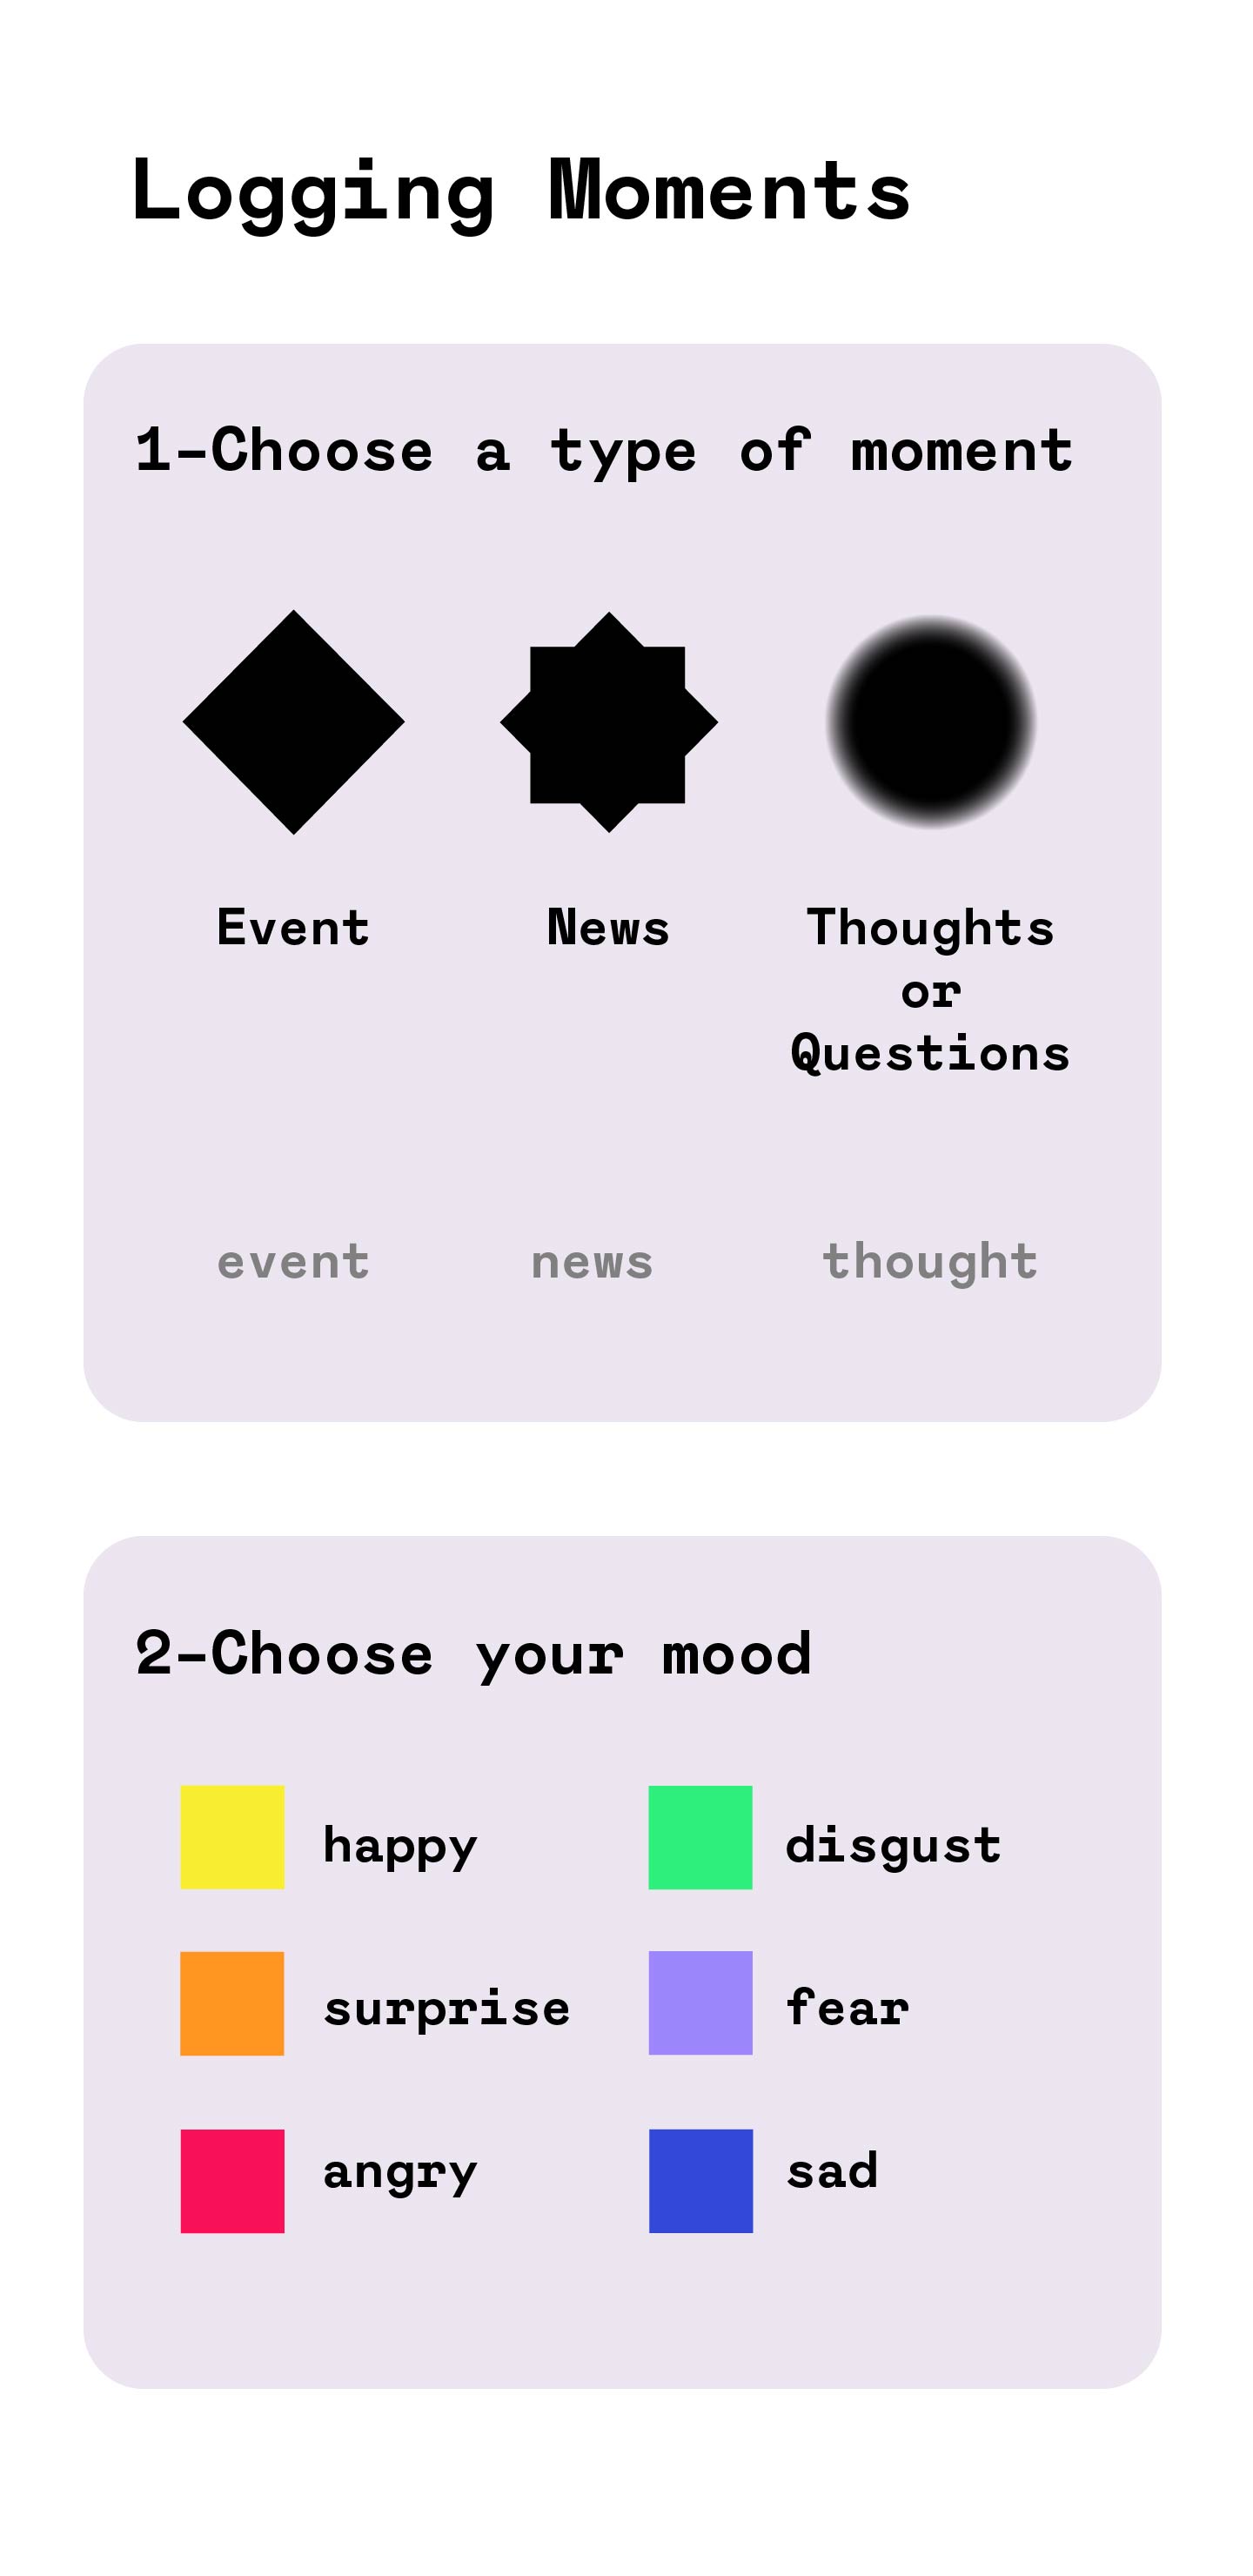 Logging Moments
1-Choose a type of moment
Event
News
Thoughts
or
Questions
event
news
thought
2-Choose your mood
happy
disgust
surprise
fear
angry
sad